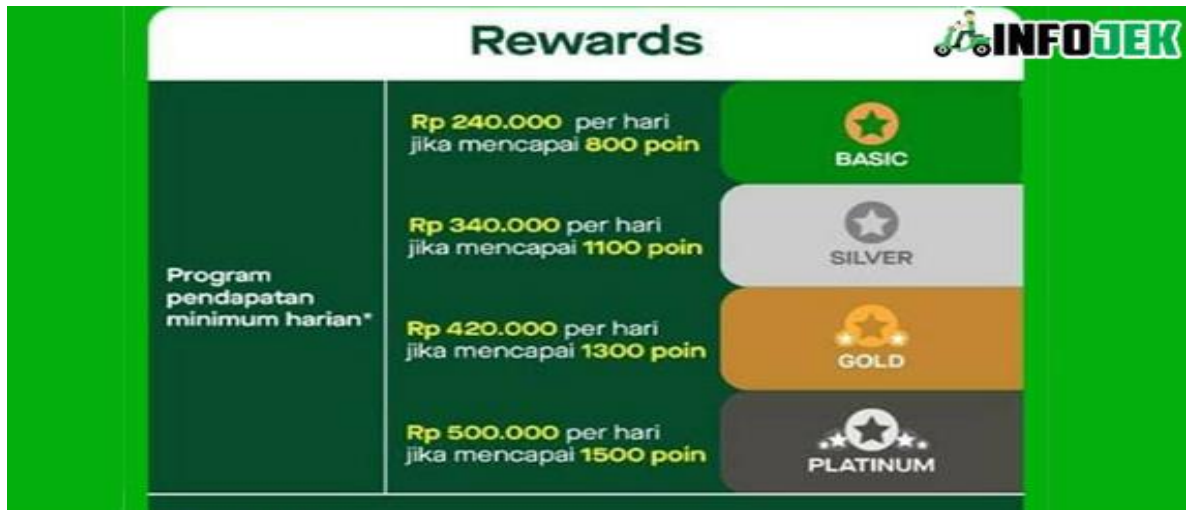 Rewards
INFOJEK
Program
pendapatan
minimum harian*
Rp 240.000 per hari
jika mencapai 800 poin
BASIC
Rp 340.000 per hari
jika mencapai 1100 poin
SILVER
Rp 420.000 per hari
jika mencapai 1300 poin
GOLD
Rp 500.000 per hari
jika mencapai 1500 poin
PLATINUM